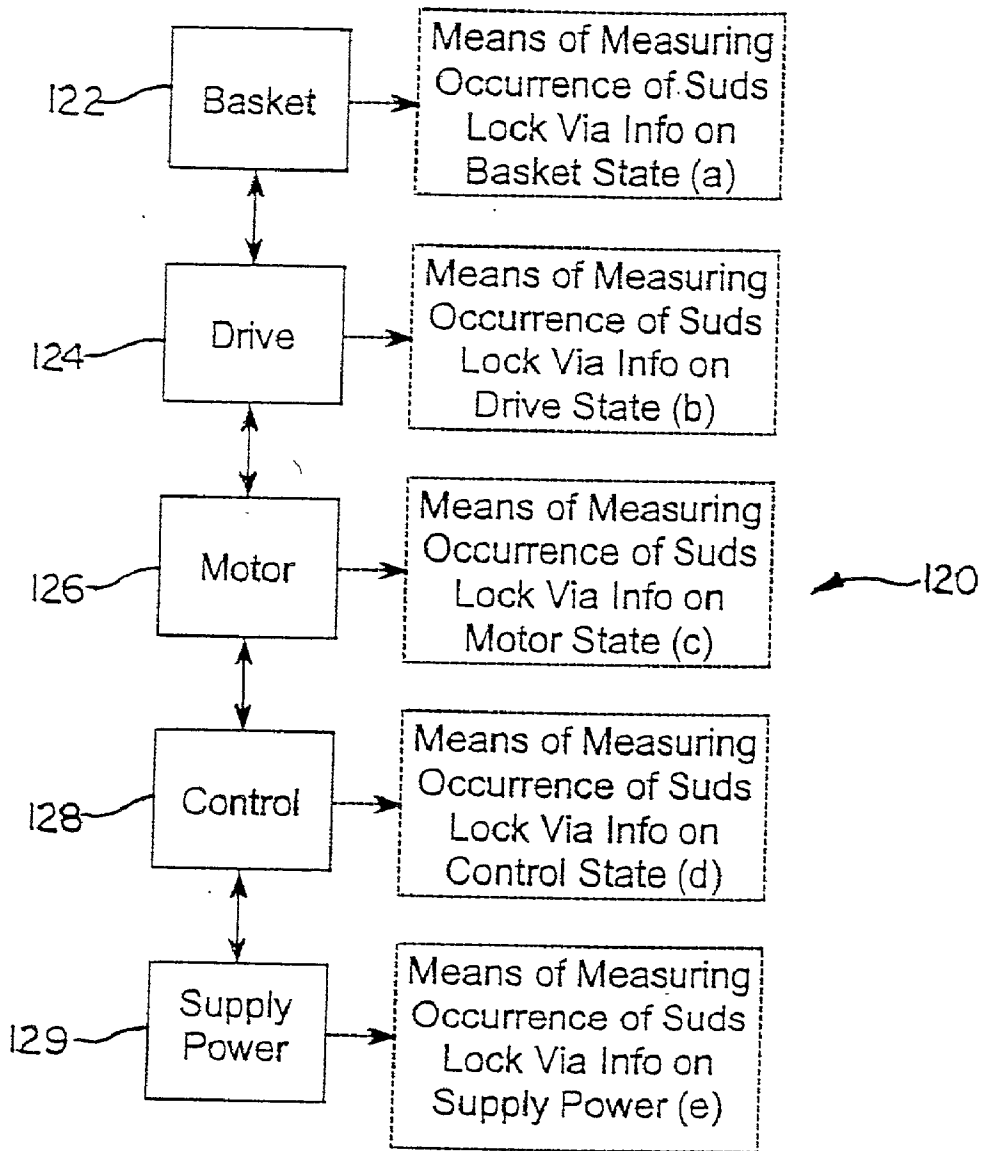 122
Basket
Means of Measuring
Occurrence of Suds
Lock Via Info on
Basket State (a)
124
Drive
Means of Measuring
Occurrence of Suds
Lock Via Info on
Drive State (b)
126
Motor
Means of Measuring
Occurrence of Suds
Lock Via Info on
Motor State (c)
120
128
Control
Means of Measuring
Occurrence of Suds
Lock Via Info on
Control State (d)
129
Supply
Power
Means of Measuring
Occurrence of Suds
Lock Via Info on
Supply Power (e)